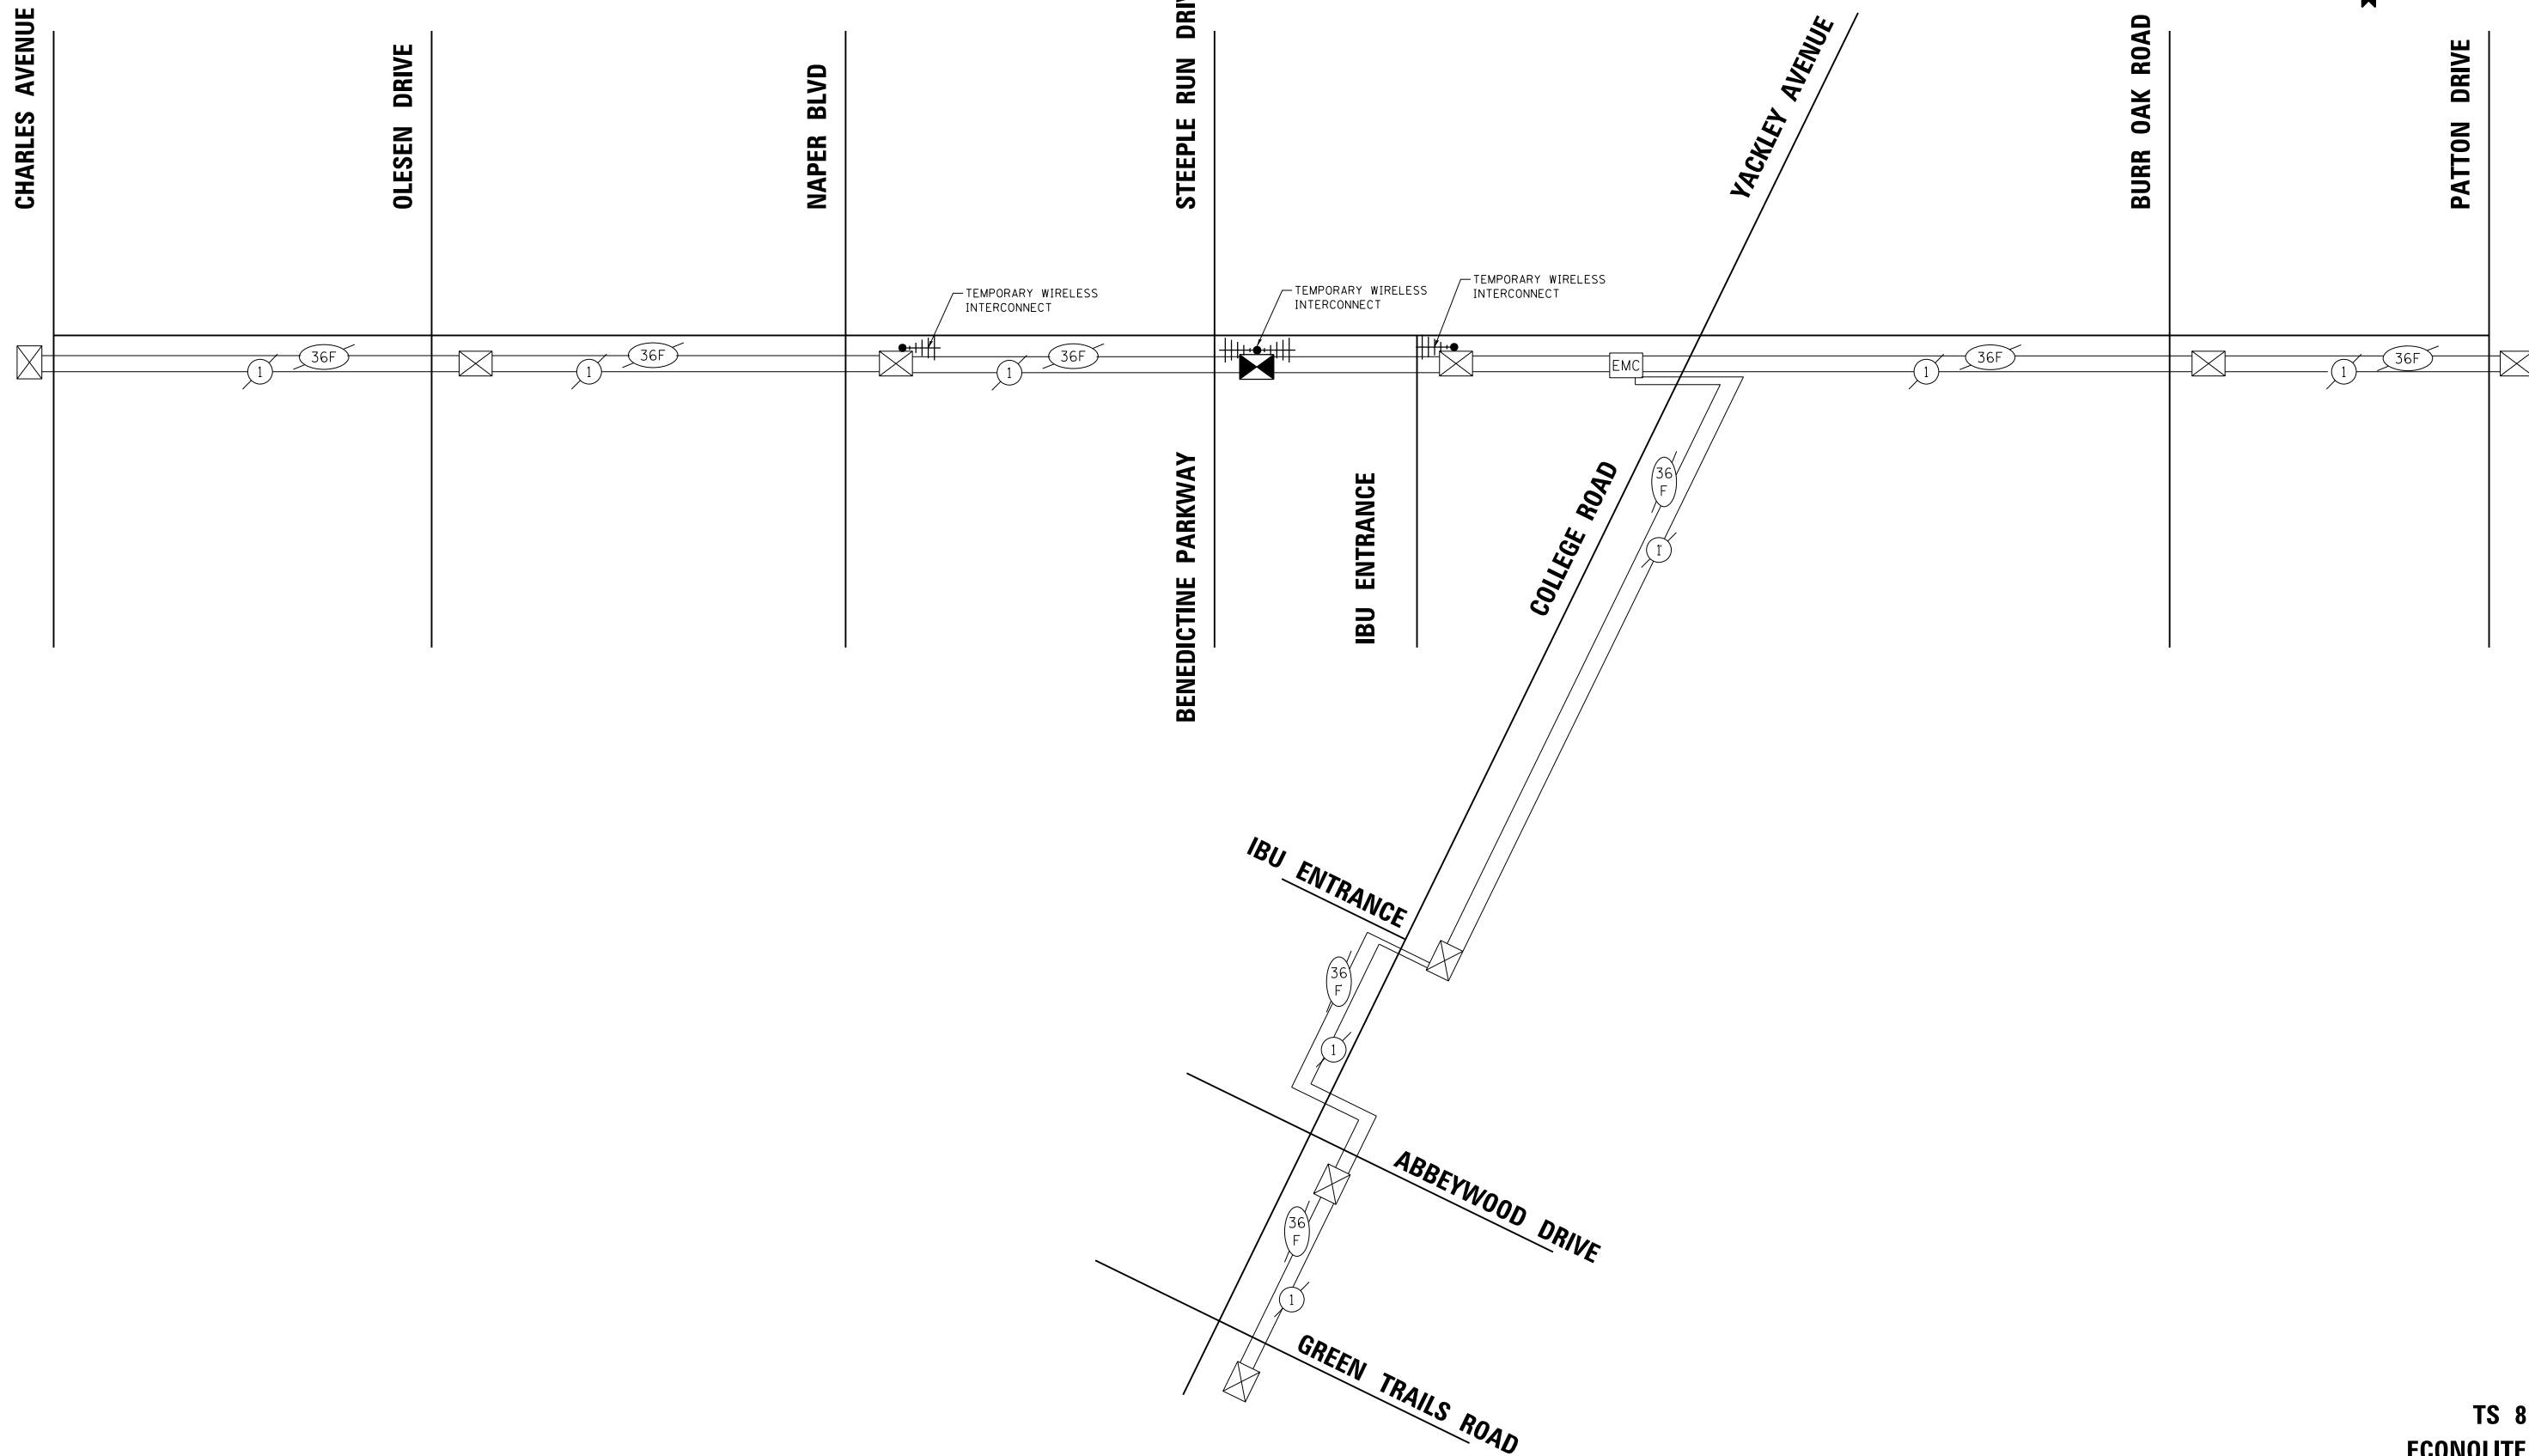 CHARLES AVENUE
OLESEN DRIVE
NAPER BLVD
STEEPLE RUN
YACKLEY AVENUE
BURR OAK ROAD
PATTON DRIVE
TEMPORARY WIRELESS
INTERCONNECT
TEMPORARY WIRELESS
INTERCONNECT
TEMPORARY WIRELESS
INTERCONNECT
1
36F
1
36F
1
36F
EMC
1
36F
1
36F
BENEDICTINE PARKWAY
IBU ENTRANCE
COLLEGE ROAD
36
F
1
IBU ENTRANCE
36
F
1
ABBEYWOOD DRIVE
36
F
1
GREEN TRAILS ROAD
TS 8
ECONOLITE